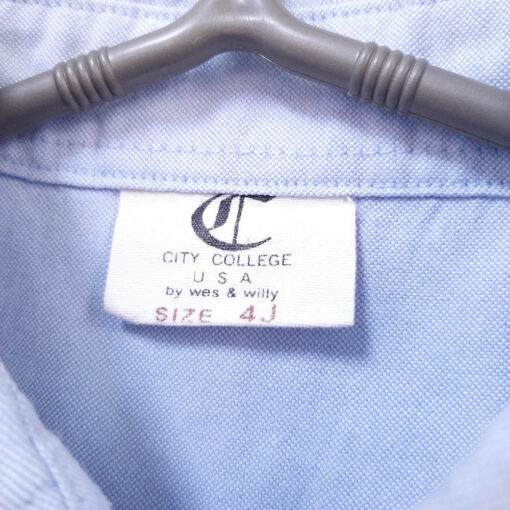 C
CITY COLLEGE
U S A
by wes & willy
SIZE 4J